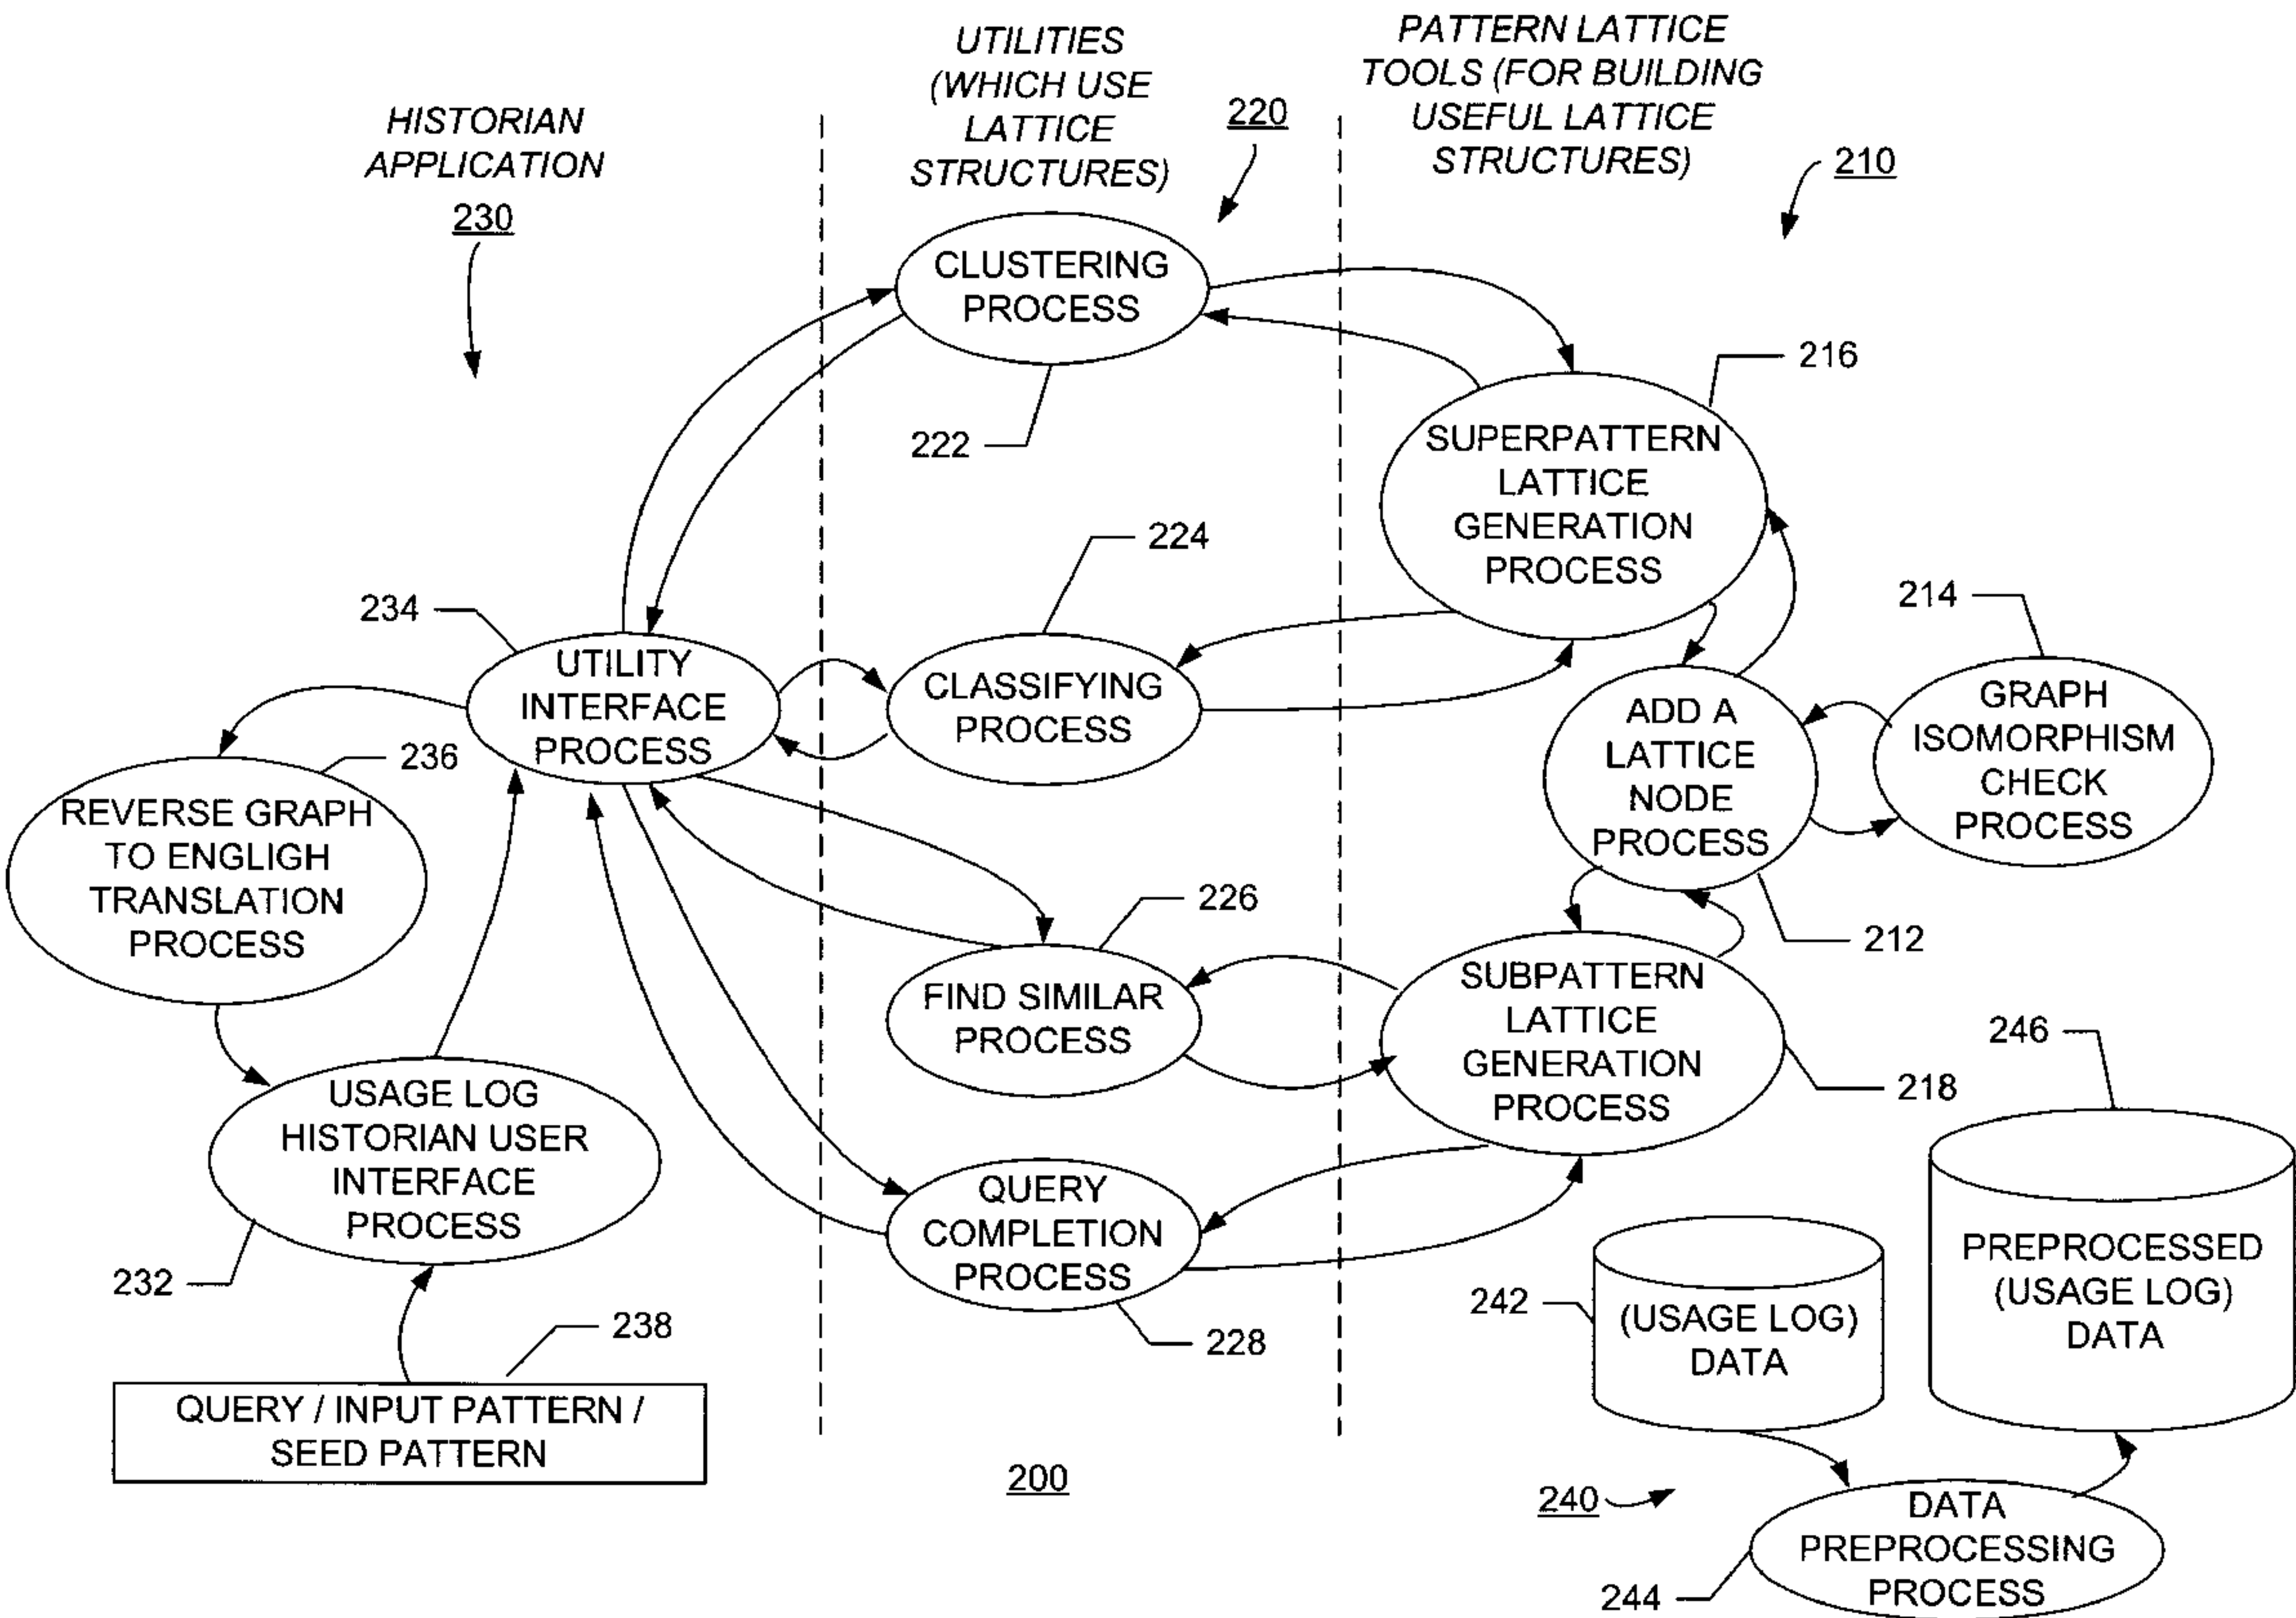 HISTORIAN
APPLICATION
230
UTILITIES
(WHICH USE
LATTICE
STRUCTURES)
220
PATTERN LATTICE
TOOLS (FOR BUILDING
USEFUL LATTICE
STRUCTURES)
210
CLUSTERING
PROCESS
222
216
SUPERPATTERN
LATTICE
GENERATION
PROCESS
224
CLASSIFYING
PROCESS
234
UTILITY
INTERFACE
PROCESS
214
GRAPH
ISOMORPHISM
CHECK
PROCESS
ADD A
LATTICE
NODE
PROCESS
212
236
REVERSE GRAPH
TO ENGLIGH
TRANSLATION
PROCESS
226
FIND SIMILAR
PROCESS
SUBPATTERN
LATTICE
GENERATION
PROCESS
218
USAGE LOG
HISTORIAN USER
INTERFACE
PROCESS
232
QUERY
COMPLETION
PROCESS
228
238
QUERY / INPUT PATTERN /
SEED PATTERN
200
246
PREPROCESSED
(USAGE LOG)
DATA
242
(USAGE LOG)
DATA
240
DATA
PREPROCESSING
PROCESS
244